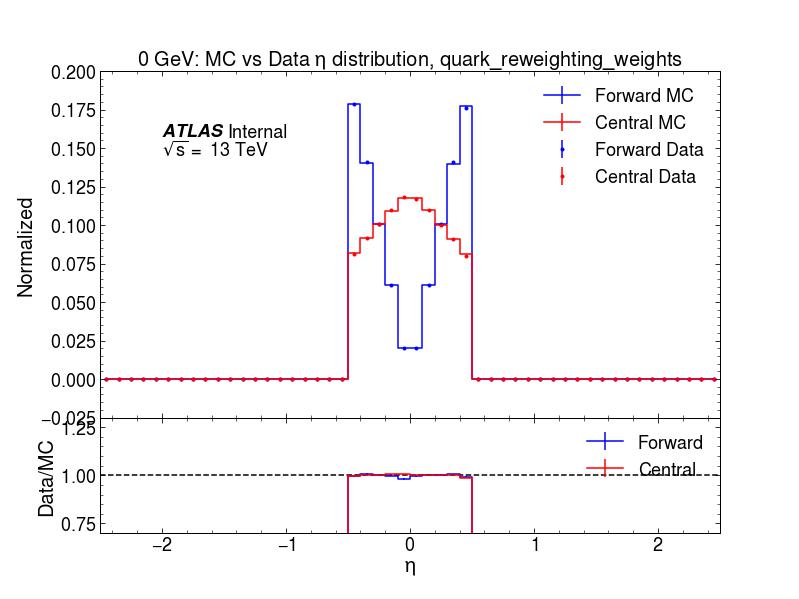 0 GeV: MC vs Data η distribution, quark_reweighting_weights
0.200
0.175
0.150
0.125
0.100
0.075
0.050
0.025
0.000
−0.025
Normalized
ATLAS Internal
√s = 13 TeV
Forward MC
Central MC
Forward Data
Central Data
1.25
1.00
0.75
Data/MC
Forward
Central
−2
−1
0
1
2
η